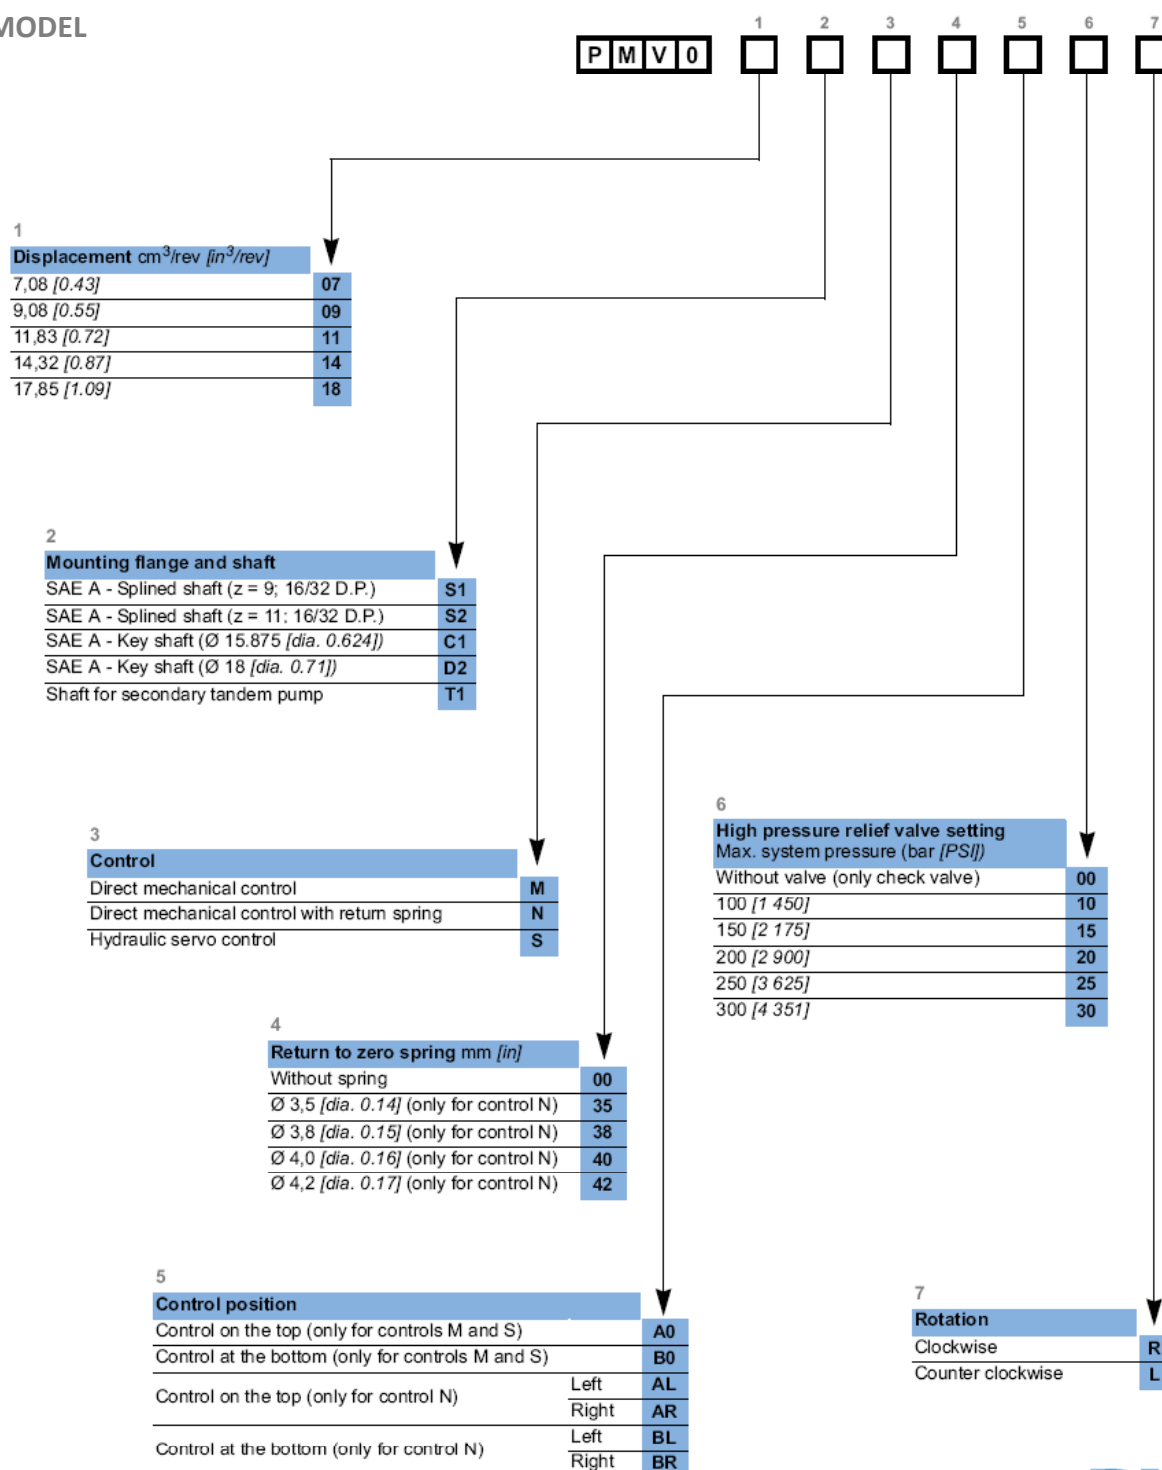 MODEL
1 2 3 4 5 6 7
P M V 0
1
Displacement cm³/rev [in³/rev]
7,08 [0.43] 07
9,08 [0.55] 09
11,83 [0.72] 11
14,32 [0.87] 14
17,85 [1.09] 18
2
Mounting flange and shaft
SAE A - Splined shaft (z = 9; 16/32 D.P.) S1
SAE A - Splined shaft (z = 11; 16/32 D.P.) S2
SAE A - Key shaft (Ø 15.875 [dia. 0.624]) C1
SAE A - Key shaft (Ø 18 [dia. 0.71]) D2
Shaft for secondary tandem pump T1
3
Control
Direct mechanical control M
Direct mechanical control with return spring N
Hydraulic servo control S
4
Return to zero spring mm [in]
Without spring 00
Ø 3,5 [dia. 0.14] (only for control N) 35
Ø 3,8 [dia. 0.15] (only for control N) 38
Ø 4,0 [dia. 0.16] (only for control N) 40
Ø 4,2 [dia. 0.17] (only for control N) 42
5
Control position
Control on the top (only for controls M and S) A0
Control at the bottom (only for controls M and S) B0
Control on the top (only for control N)
Left AL
Right AR
Control at the bottom (only for control N)
Left BL
Right BR
6
High pressure relief valve setting
Max. system pressure (bar [PSI])
Without valve (only check valve) 00
100 [1 450] 10
150 [2 175] 15
200 [2 900] 20
250 [3 625] 25
300 [4 351] 30
7
Rotation
Clockwise R
Counter clockwise L